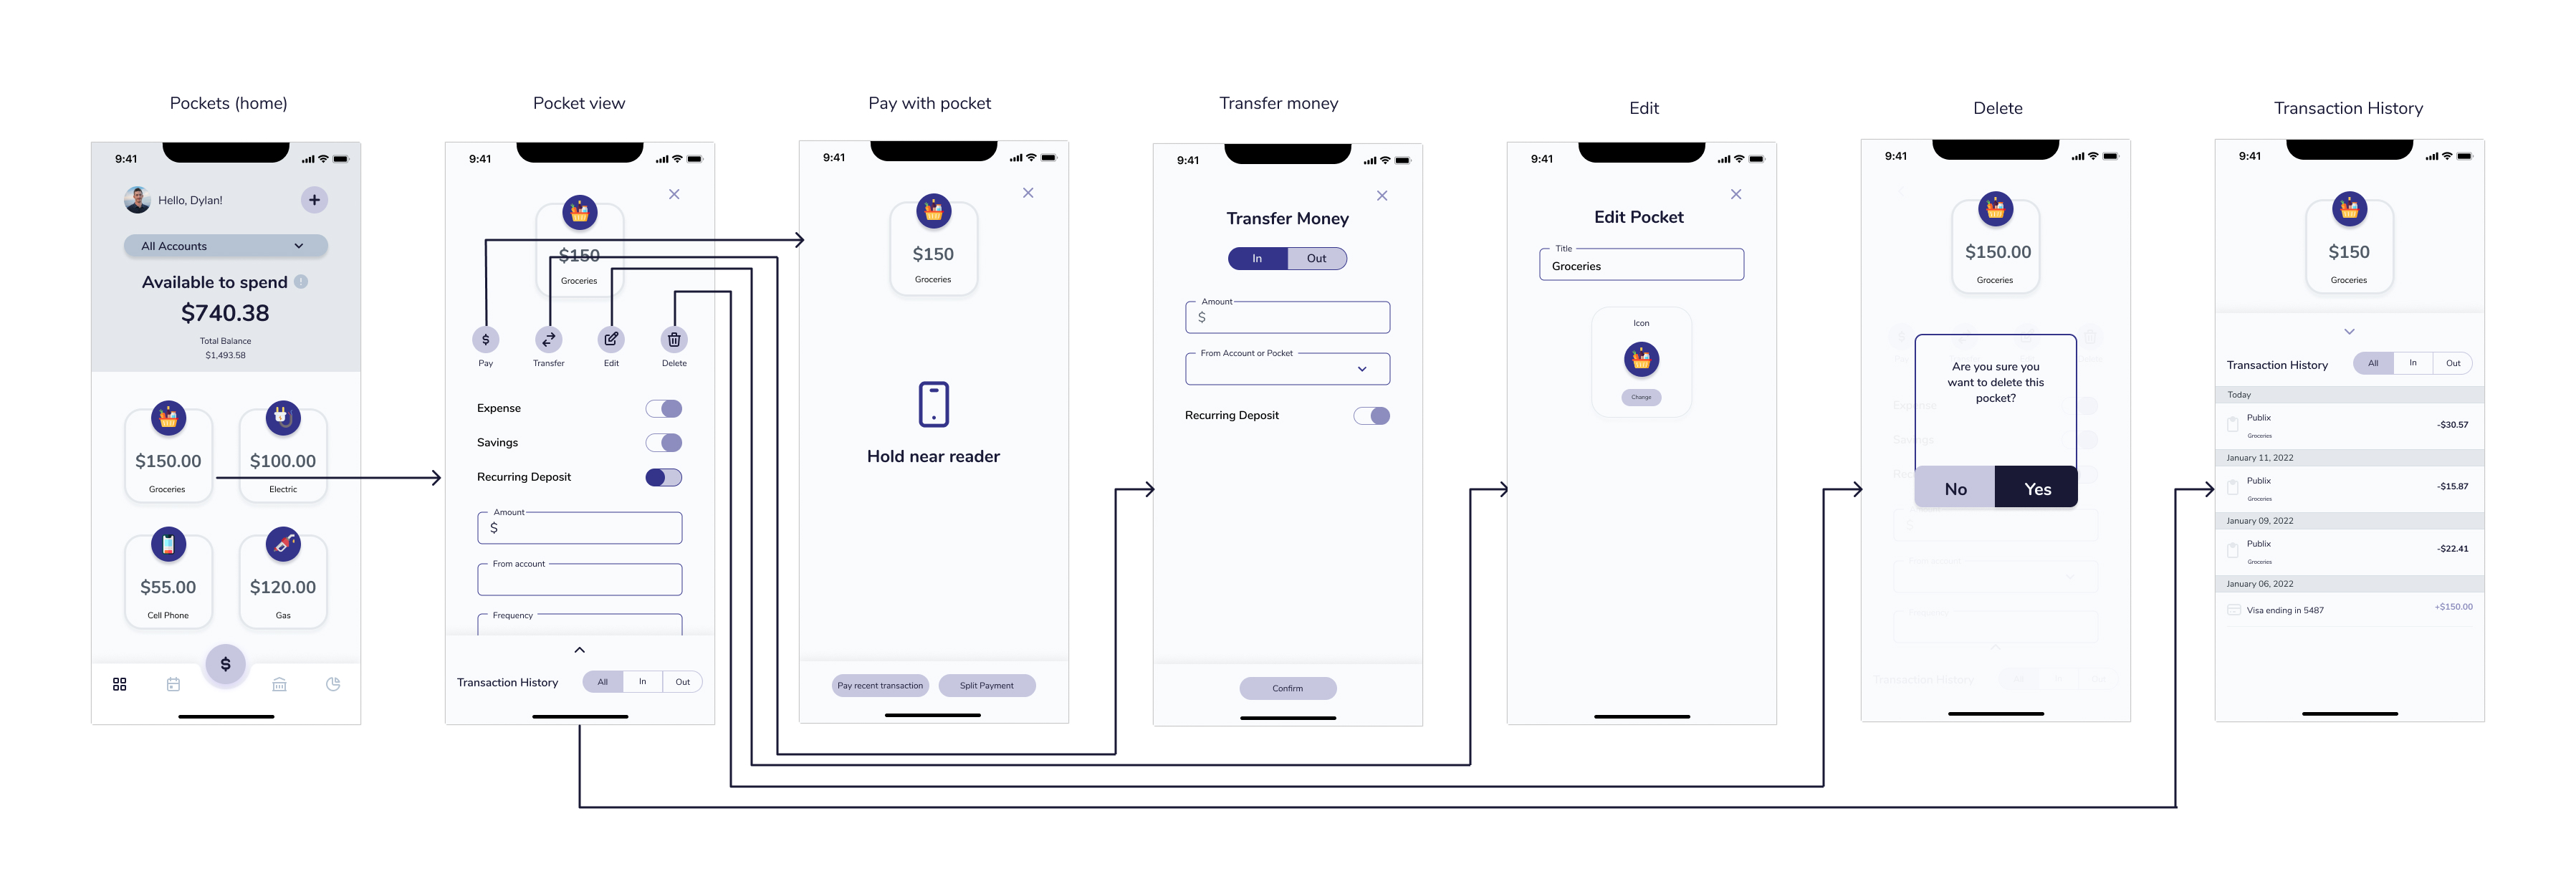 Pockets (home)
9:41
Hello, Dylan!
All Accounts
Available to spend
$740.38
Total Balance
$1,493.58
$150.00
Groceries
$100.00
Electric
$55.00
Cell Phone
$120.00
Gas
$
Pocket view
9:41
$150
Groceries
$
Pay
Transfer
Edit
Delete
Expense
Savings
Recurring Deposit
Amount
$
From account
Frequency
Transaction History
All
In
Out
Pay with pocket
9:41
$150
Groceries
Hold near reader
Pay recent transaction
Split Payment
Transfer money
9:41
Transfer Money
In
Out
Amount
$
From Account or Pocket
Recurring Deposit
Confirm
Edit
9:41
Edit Pocket
Title
Groceries
Icon
Change
Delete
9:41
$150.00
Groceries
Are you sure you
want to delete this
pocket?
No
Yes
Transaction History
Transaction History
9:41
$150
Groceries
Transaction History
All
In
Out
Today
Publix
Groceries
-$30.57
January 11, 2022
Publix
Groceries
-$15.87
January 09, 2022
Publix
Groceries
-$22.41
January 06, 2022
Visa ending in 5487
+$150.00